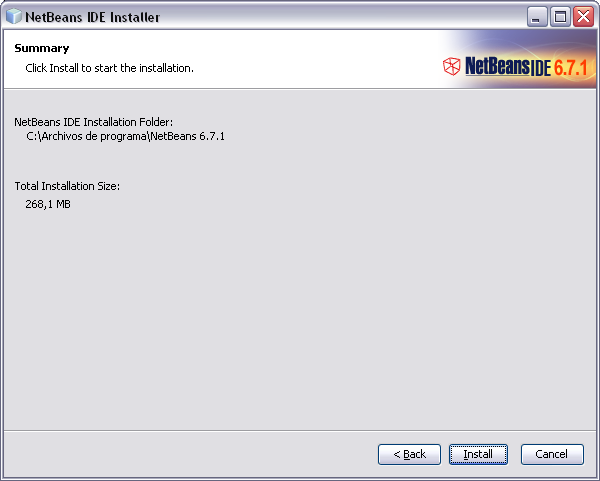 NetBeans IDE Installer
Summary
Click Install to start the installation.
NetBeans IDE 6.7.1
NetBeans IDE Installation Folder:
C:\Archivos de programa\NetBeans 6.7.1
Total Installation Size:
268,1 MB
< Back
Install
Cancel